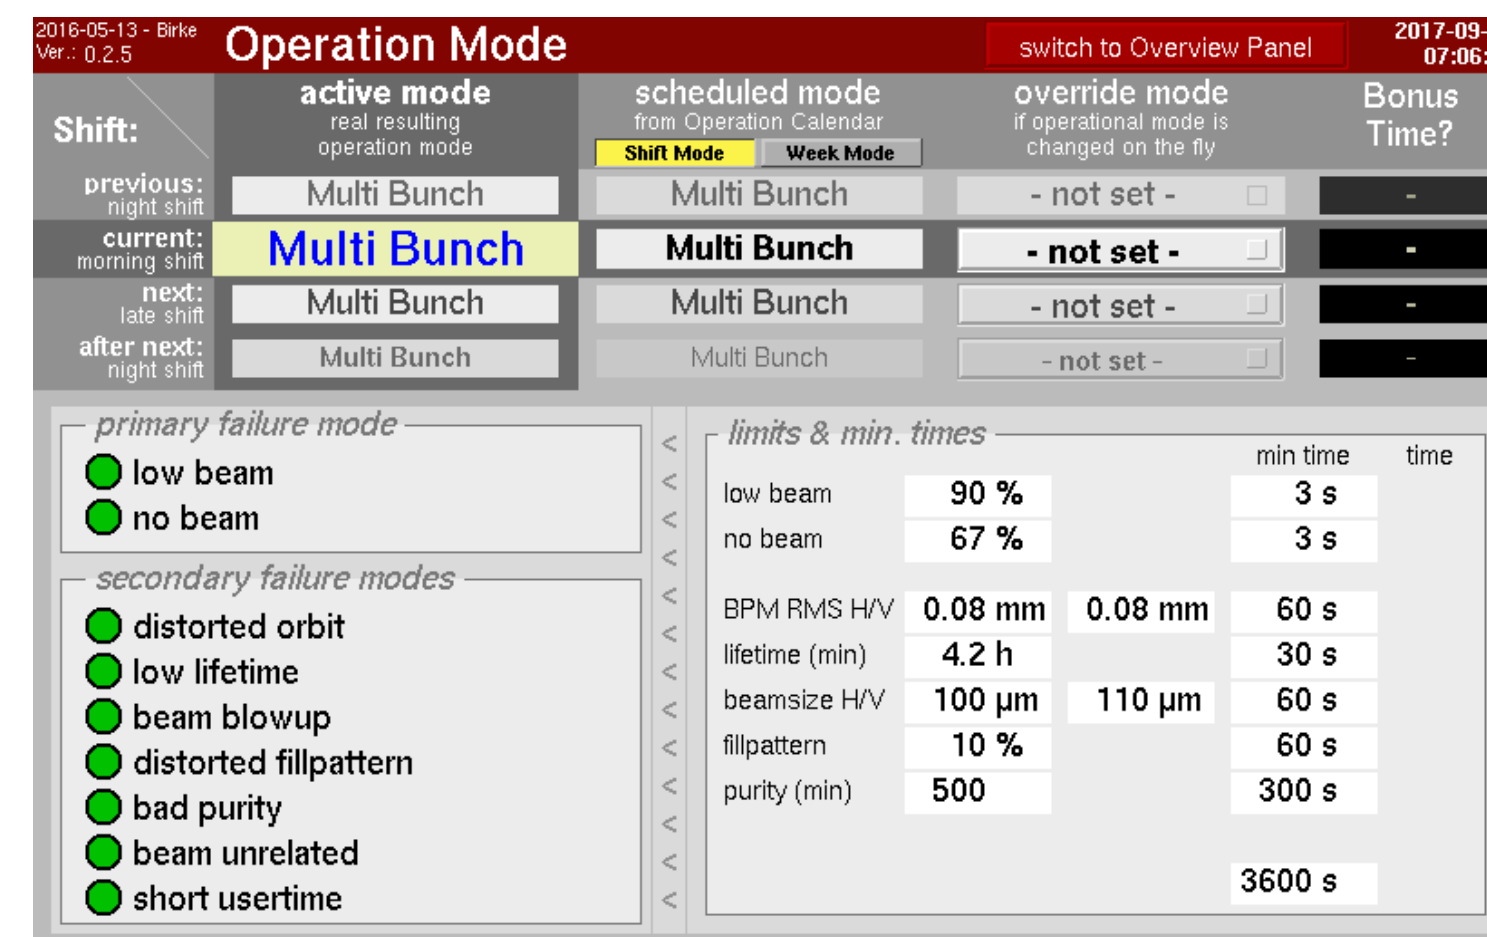 2016-05-13 - Birke
Ver.: 0.2.5
Operation Mode
switch to Overview Panel
2017-09-
07:06:
Shift:
active mode
real resulting
operation mode
scheduled mode
from Operation Calendar
Shift Mode Week Mode
override mode
if operational mode is
changed on the fly
Bonus
Time?
previous:
night shift
Multi Bunch Multi Bunch - not set - -
current:
morning shift
Multi Bunch Multi Bunch - not set - -
next:
late shift
Multi Bunch Multi Bunch - not set - -
after next:
night shift
Multi Bunch Multi Bunch - not set - -
primary failure mode
low beam
no beam
secondary failure modes
distorted orbit
low lifetime
beam blowup
distorted fillpattern
bad purity
beam unrelated
short usertime
<
<
<
<
<
<
<
<
<
<
<
<
<
limits & min. times
min time time
low beam 90 % 3 s
no beam 67 % 3 s
BPM RMS H/V 0.08 mm 0.08 mm 60 s
lifetime (min) 4.2 h 30 s
beamsize H/V 100 µm 110 µm 60 s
fillpattern 10 % 60 s
purity (min) 500 300 s
3600 s